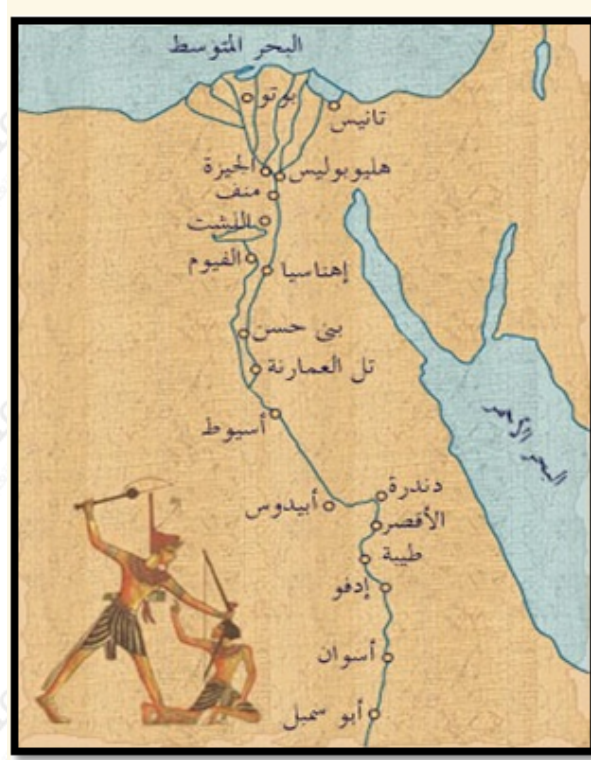 البحر المتوسط
بوتو
تانيس
الجيزة
هليوبوليس
منف
اللشت
الفيوم
إهناسيا
بنى حسن
تل العمارنة
أسيوط
البحر الأحمر
دندرة
أبيدوس
الأقصر
طيبة
إدفو
أسوان
أبو سمبل